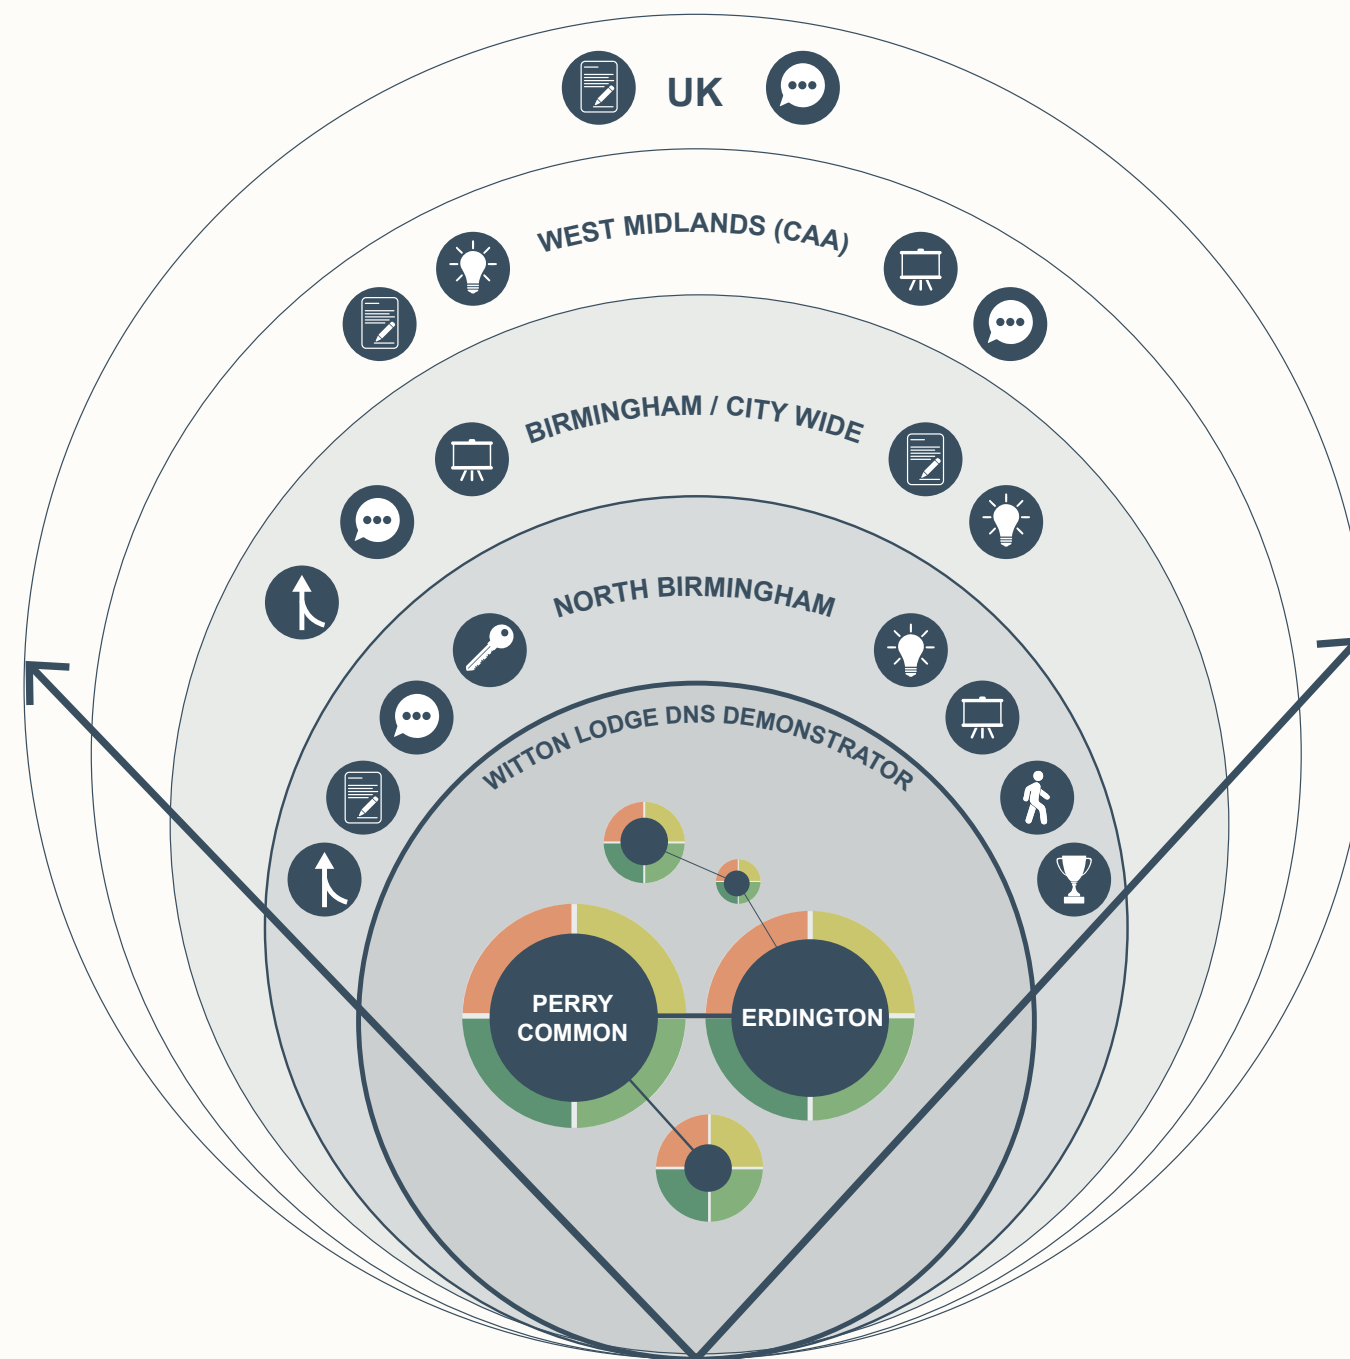 UK
WEST MIDLANDS (CAA)
BIRMINGHAM / CITY WIDE
NORTH BIRMINGHAM
WITTON LODGE DNS DEMONSTRATOR
PERRY
COMMON
ERDINGTON